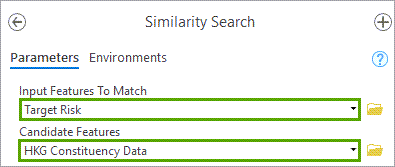 Similarity Search
Parameters Environments
?
Input Features To Match
Target Risk
Candidate Features
HKG Constituency Data